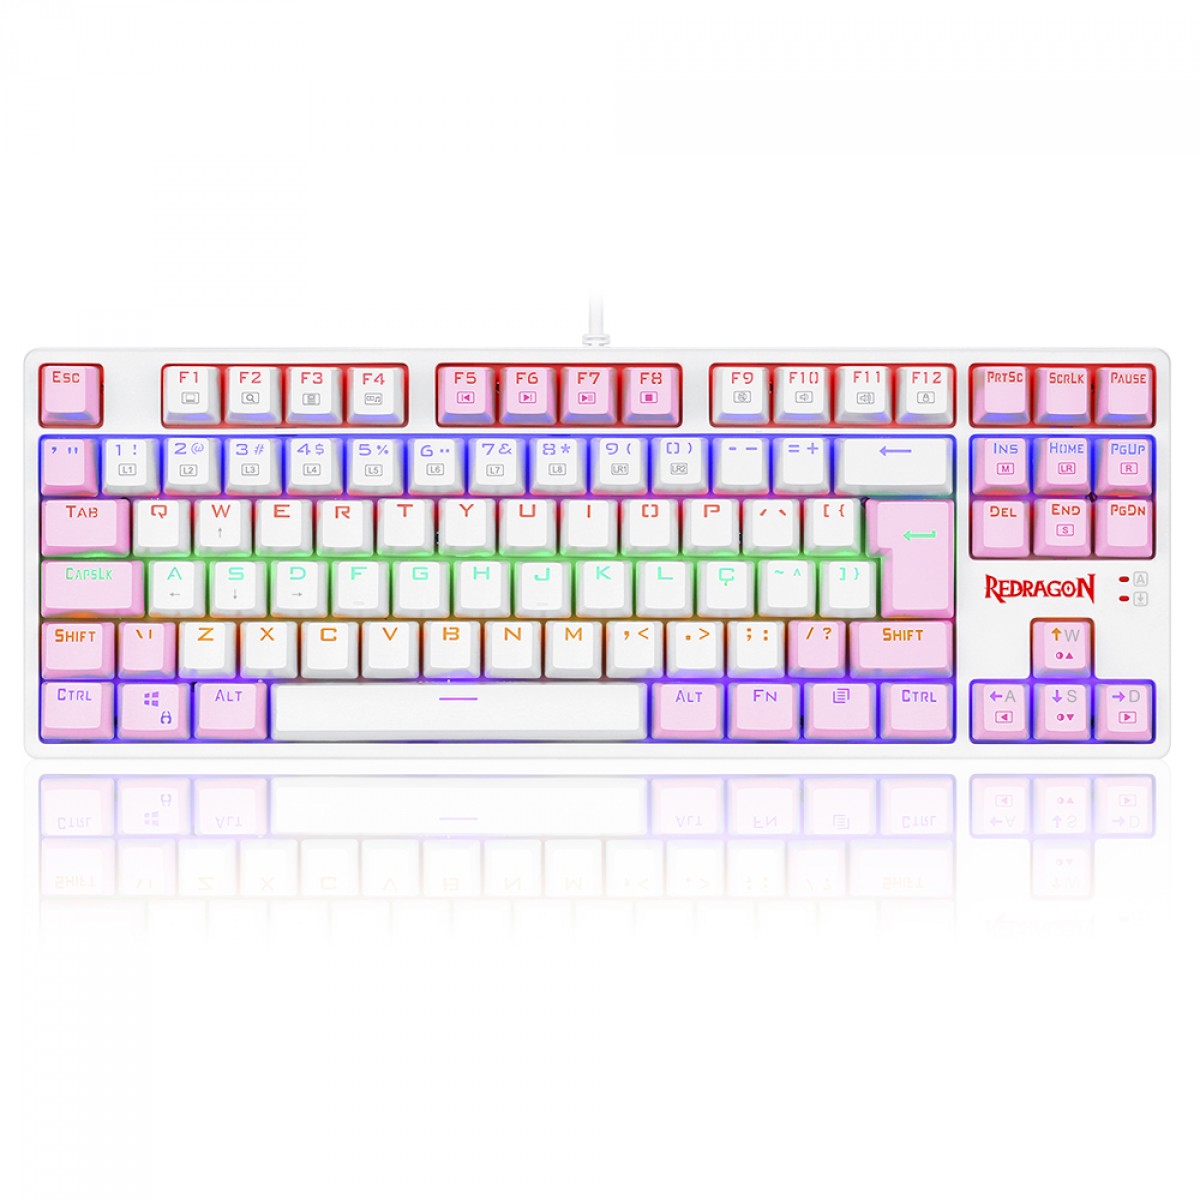 Esc F1 F2 F3 F4 F5 F6 F7 F8 F9 F10 F11 F12 PrtSc ScrLk Pause
' " 1 ! 2 @ 3 # 4 $ 5 % 6 ¨ 7 & 8 * 9 ( 0 ) - - = + ← Ins Home PgUp
L1 L2 L3 L4 L5 L6 L7 L8 LR1 LR2 M LR R
Tab Q W E R T Y U I O P ´ ` [ { Del End PgDn
↑ S
CapsLk A S D F G H J K L Ç ~ ^ ] }
← ↓ →
REDRAGON A
Shift \ | Z X C V B N M , < . > ; : / ? Shift ↑ W
Ctrl Alt Alt Fn Ctrl ← A ↓ S → D